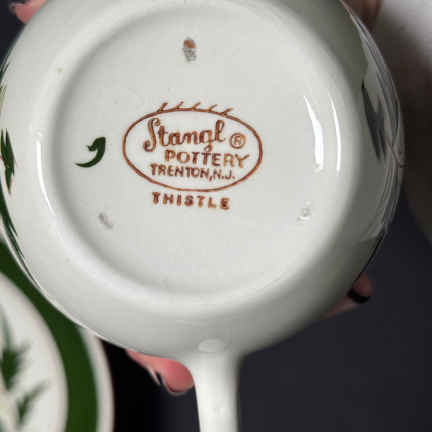 Stangl ®
POTTERY
TRENTON, N.J.
THISTLE